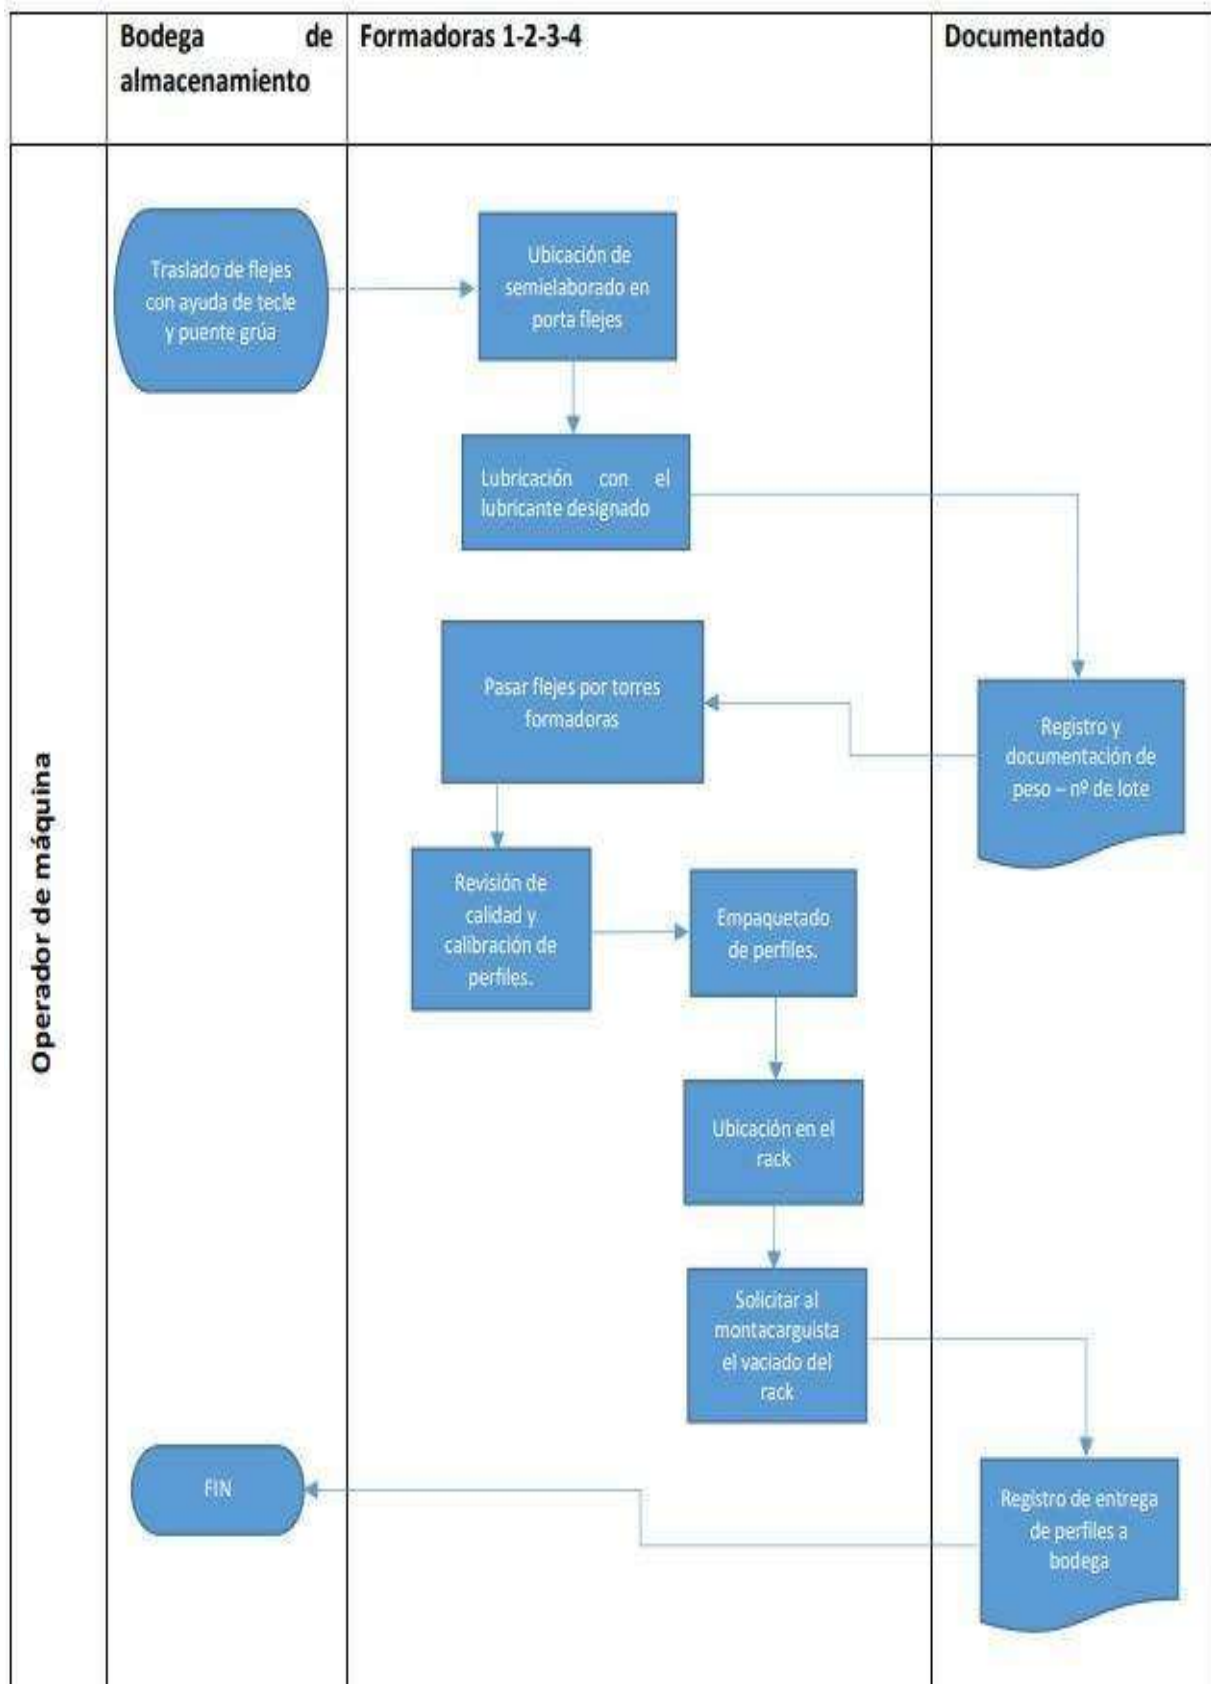 Bodega de
almacenamiento
Formadoras 1-2-3-4
Documentado
Operador de máquina
Traslado de flejes
con ayuda de tecle
y puente grúa
Ubicación de
semielaborado en
porta flejes
Lubricación con el
lubricante designado
Registro y
documentación de
peso – nº de lote
Pasar flejes por torres
formadoras
Revisión de
calidad y
calibración de
perfiles.
Empaquetado
de perfiles.
Ubicación en el
rack
Solicitar al
montacarguista
el vaciado del
rack
Registro de entrega
de perfiles a
bodega
FIN